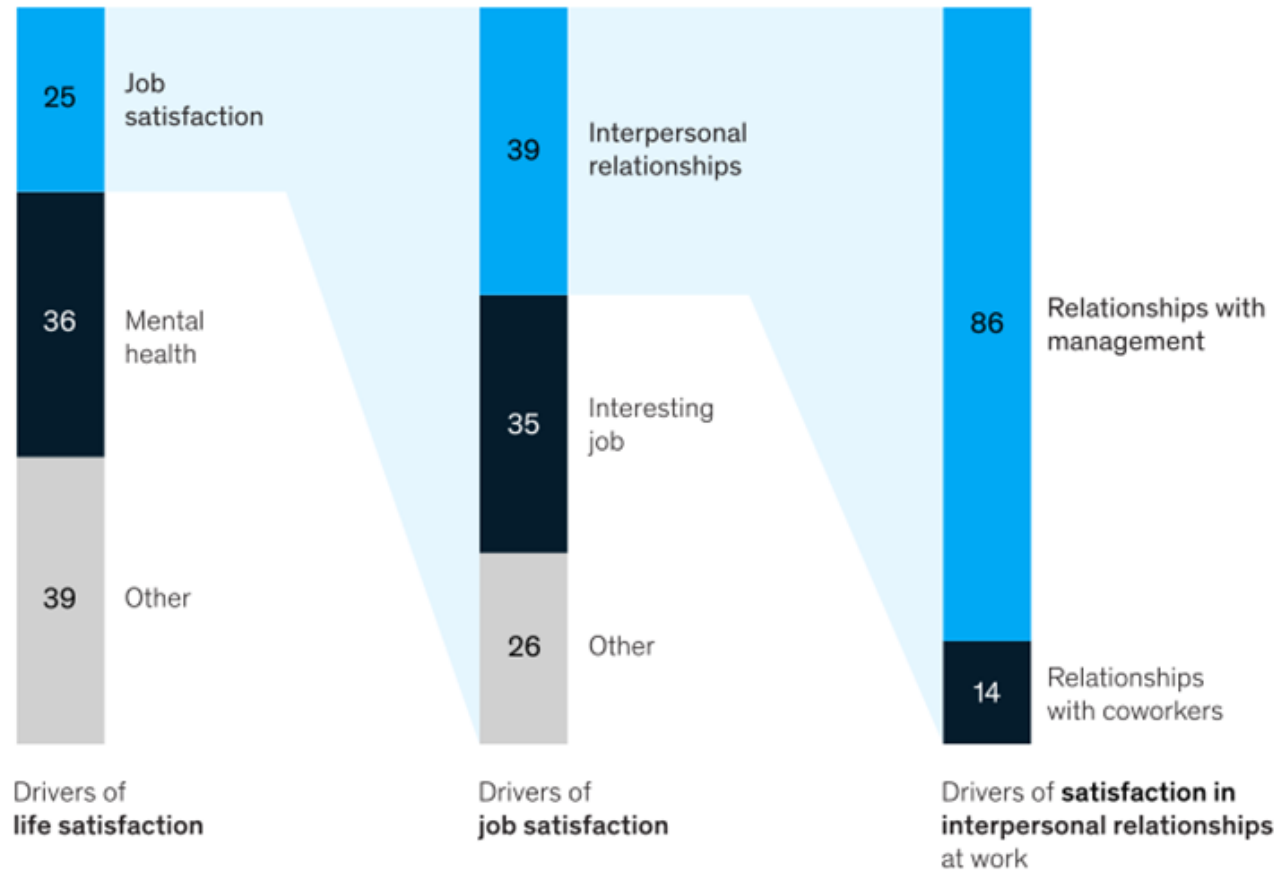 25
Job
satisfaction
36
Mental
health
39
Other
Drivers of
life satisfaction
39
Interpersonal
relationships
35
Interesting
job
26
Other
Drivers of
job satisfaction
86
Relationships with
management
14
Relationships
with coworkers
Drivers of satisfaction in
interpersonal relationships
at work